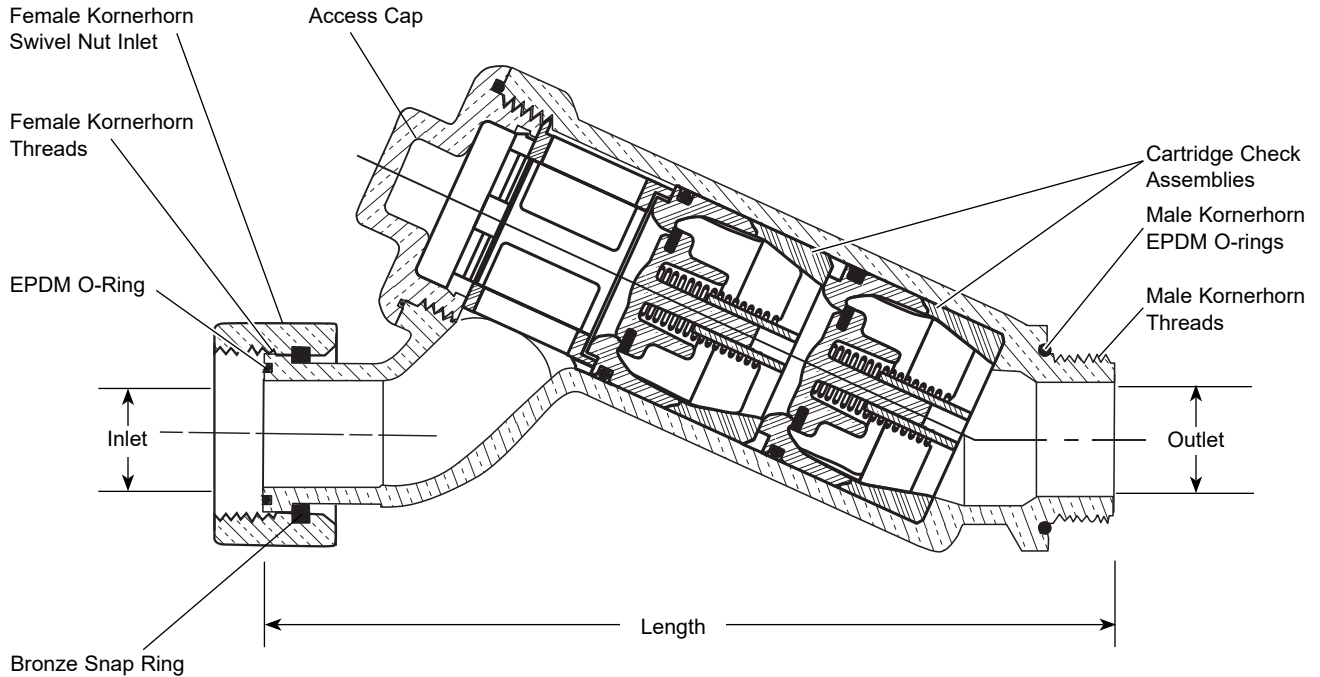 Female Kornerhorn
Swivel Nut Inlet
Access Cap
Female Kornerhorn
Threads
EPDM O-Ring
Inlet
Bronze Snap Ring
Length
Cartridge Check
Assemblies
Male Kornerhorn
EPDM O-rings
Male Kornerhorn
Threads
Outlet